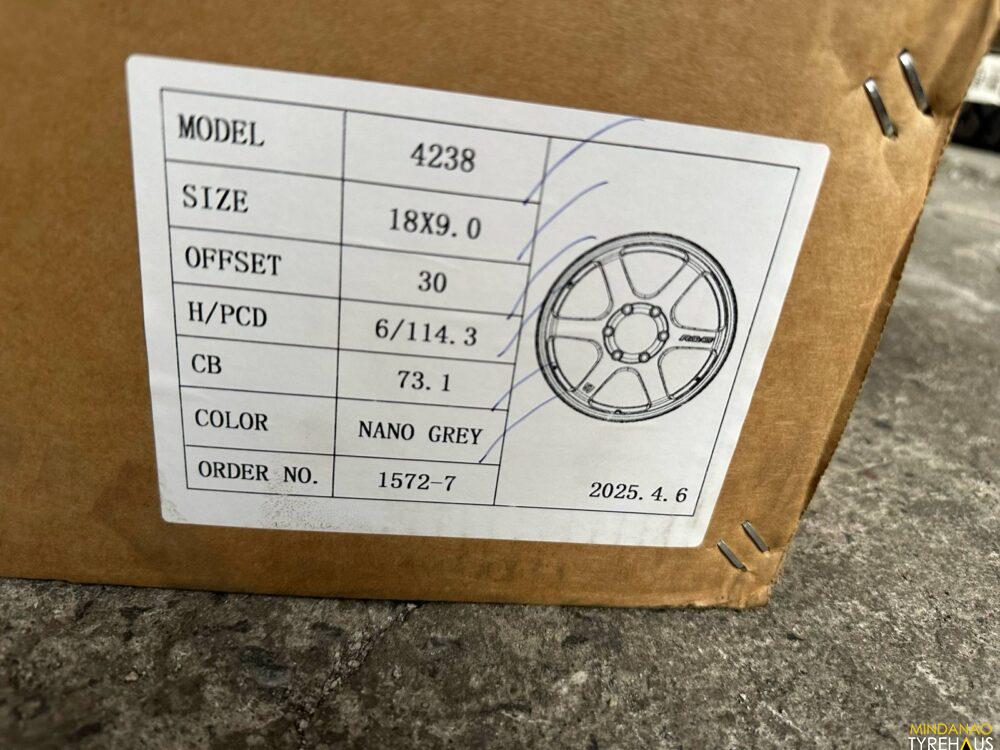 MODEL 4238
SIZE 18X9.0
OFFSET 30
H/PCD 6/114.3
CB 73.1
COLOR NANO GREY
ORDER NO. 1572-7
2025.4.6
MINDANAO
TYREHAUS